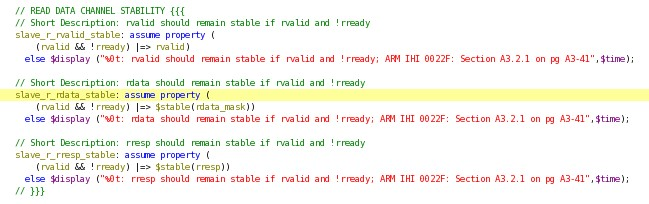 // READ DATA CHANNEL STABILITY {{{
// Short Description: rvalid should remain stable if rvalid and !rready
slave_r_rvalid_stable: assume property (
(rvalid && !rready) |=> rvalid)
else $display ("%0t: rvalid should remain stable if rvalid and !rready; ARM IHI 0022F: Section A3.2.1 on pg A3-41",$time);
// Short Description: rdata should remain stable if rvalid and !rready
slave_r_rdata_stable: assume property (
(rvalid && !rready) |=> $stable(rdata_mask))
else $display ("%0t: rdata should remain stable if rvalid and !rready; ARM IHI 0022F: Section A3.2.1 on pg A3-41",$time);
// Short Description: rresp should remain stable if rvalid and !rready
slave_r_rresp_stable: assume property (
(rvalid && !rready) |=> $stable(rresp))
else $display ("%0t: rresp should remain stable if rvalid and !rready; ARM IHI 0022F: Section A3.2.1 on pg A3-41",$time);
// }}}